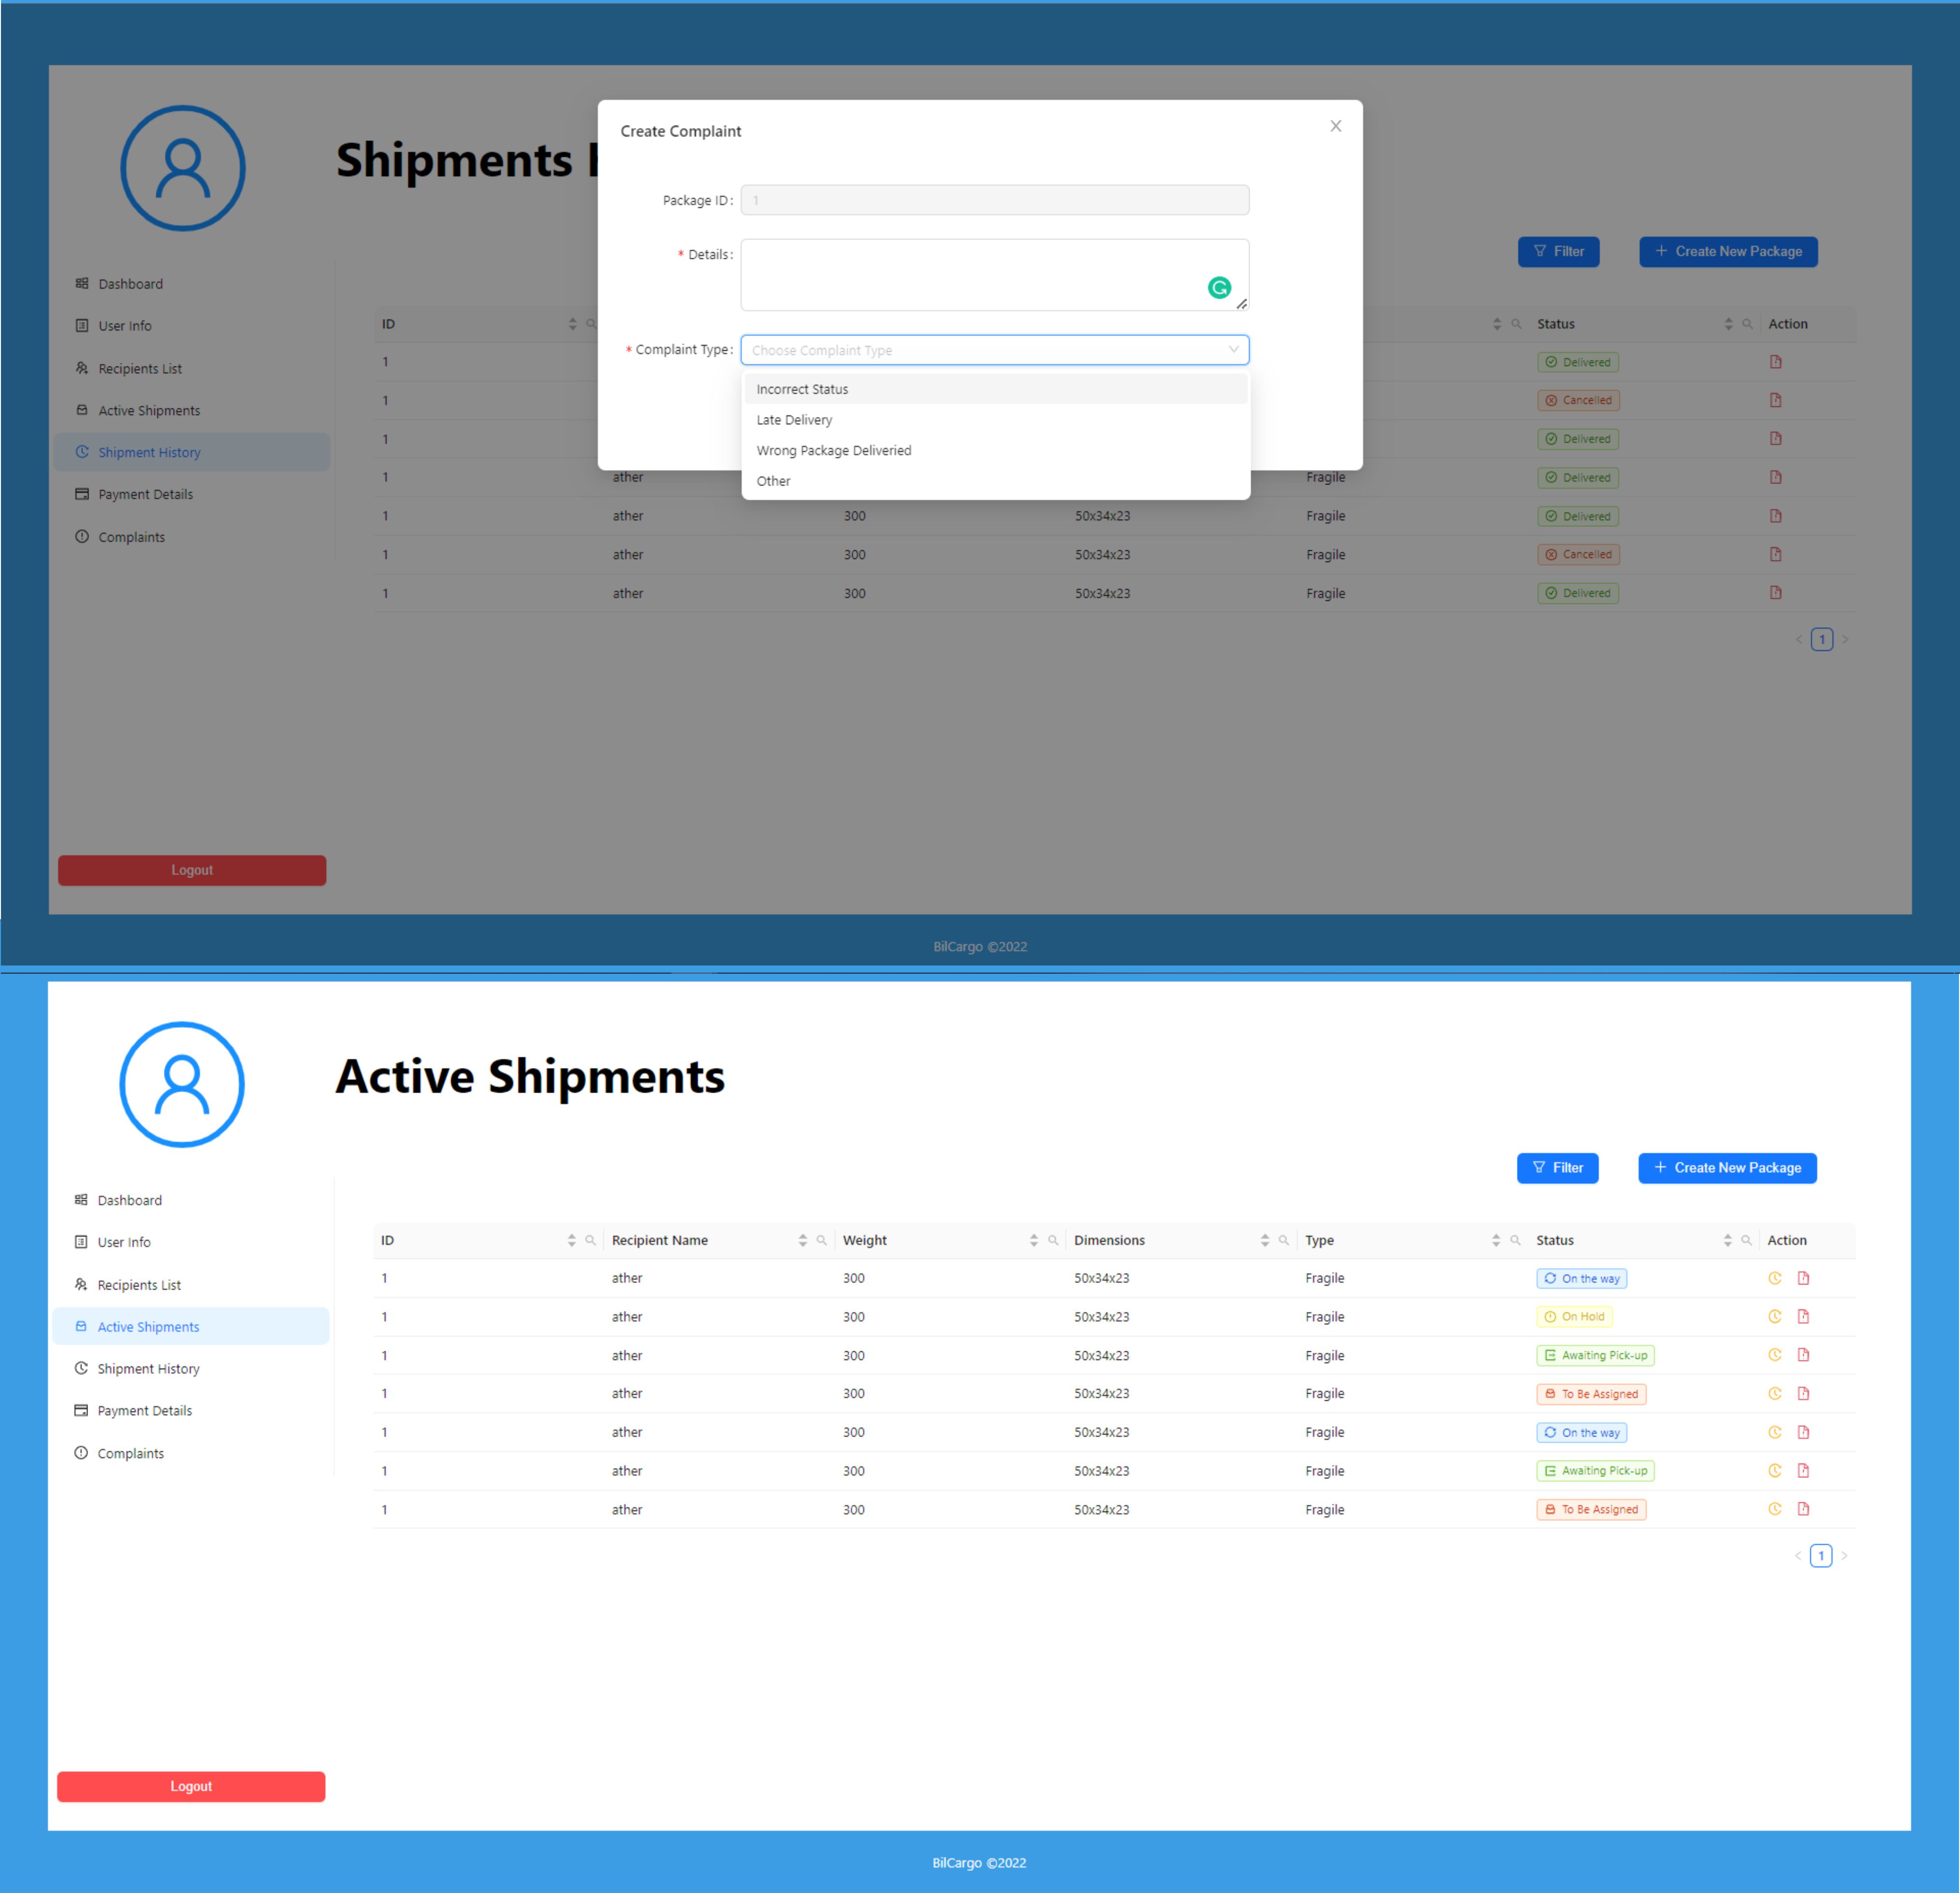 Create Complaint
Shipments
Package ID: 1
* Details:
Filter
+ Create New Package
Dashboard
User Info
ID Status Action
* Complaint Type: Choose Complaint Type
1 Delivered
Recipients List
Incorrect Status
1 Cancelled
Active Shipments
Late Delivery
1 Delivered
Shipment History
Wrong Package Deliveried
1 ather Fragile Delivered
Other
Payment Details
1 ather 300 50x34x23 Fragile Delivered
Complaints
1 ather 300 50x34x23 Fragile Cancelled
1 ather 300 50x34x23 Fragile Delivered
< 1 >
Logout
BilCargo ©2022
Active Shipments
Filter
+ Create New Package
Dashboard
User Info
Recipients List
Active Shipments
Shipment History
Payment Details
Complaints
ID Recipient Name Weight Dimensions Type Status Action
1 ather 300 50x34x23 Fragile On the way
1 ather 300 50x34x23 Fragile On Hold
1 ather 300 50x34x23 Fragile Awaiting Pick-up
1 ather 300 50x34x23 Fragile To Be Assigned
1 ather 300 50x34x23 Fragile On the way
1 ather 300 50x34x23 Fragile Awaiting Pick-up
1 ather 300 50x34x23 Fragile To Be Assigned
< 1 >
Logout
BilCargo ©2022